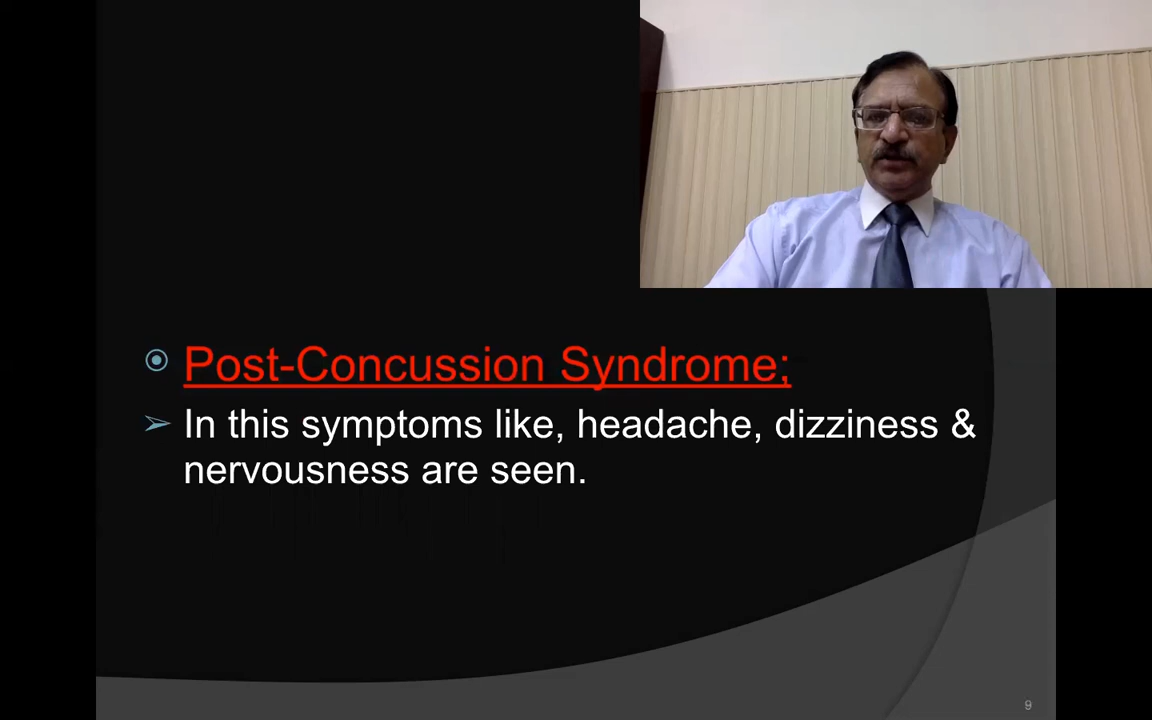 Post-Concussion Syndrome;
In this symptoms like, headache, dizziness &
nervousness are seen.
9